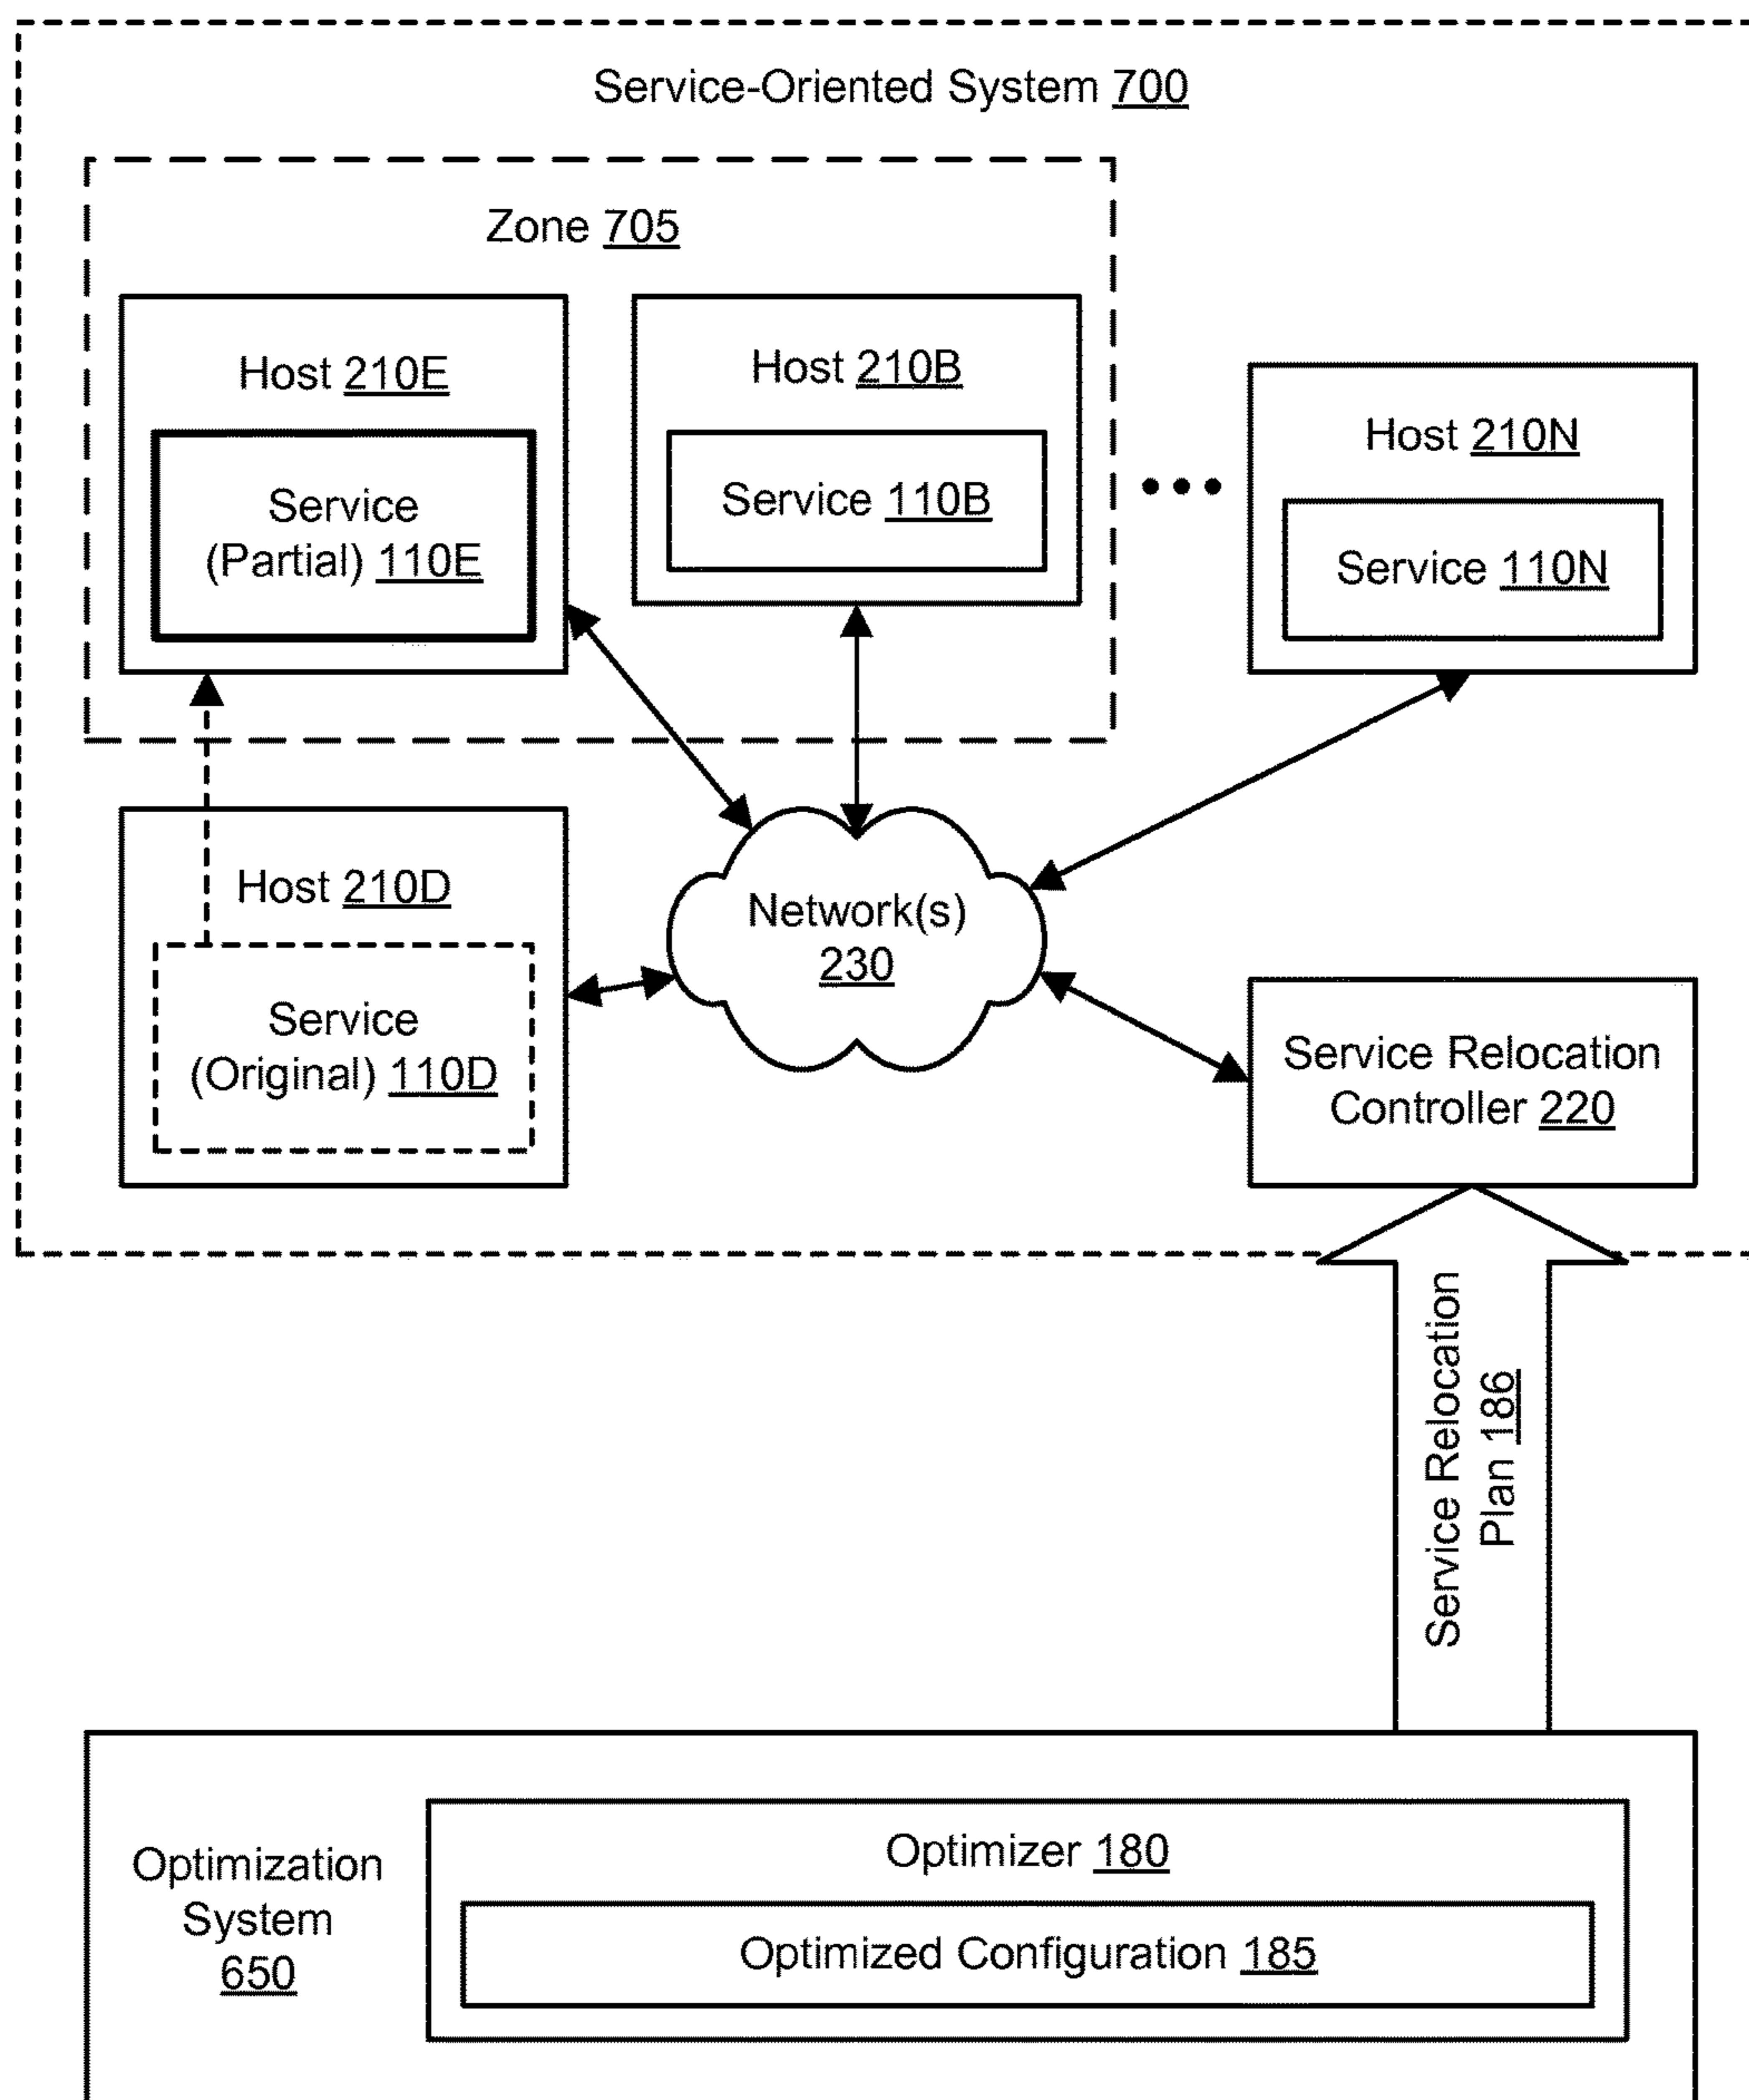 Service-Oriented System 700
Zone 705
Host 210E
Service
(Partial) 110E
Host 210B
Service 110B
Host 210N
Service 110N
Host 210D
Service
(Original) 110D
Network(s)
230
Service Relocation
Controller 220
Service Relocation
Plan 186
Optimization
System
650
Optimizer 180
Optimized Configuration 185